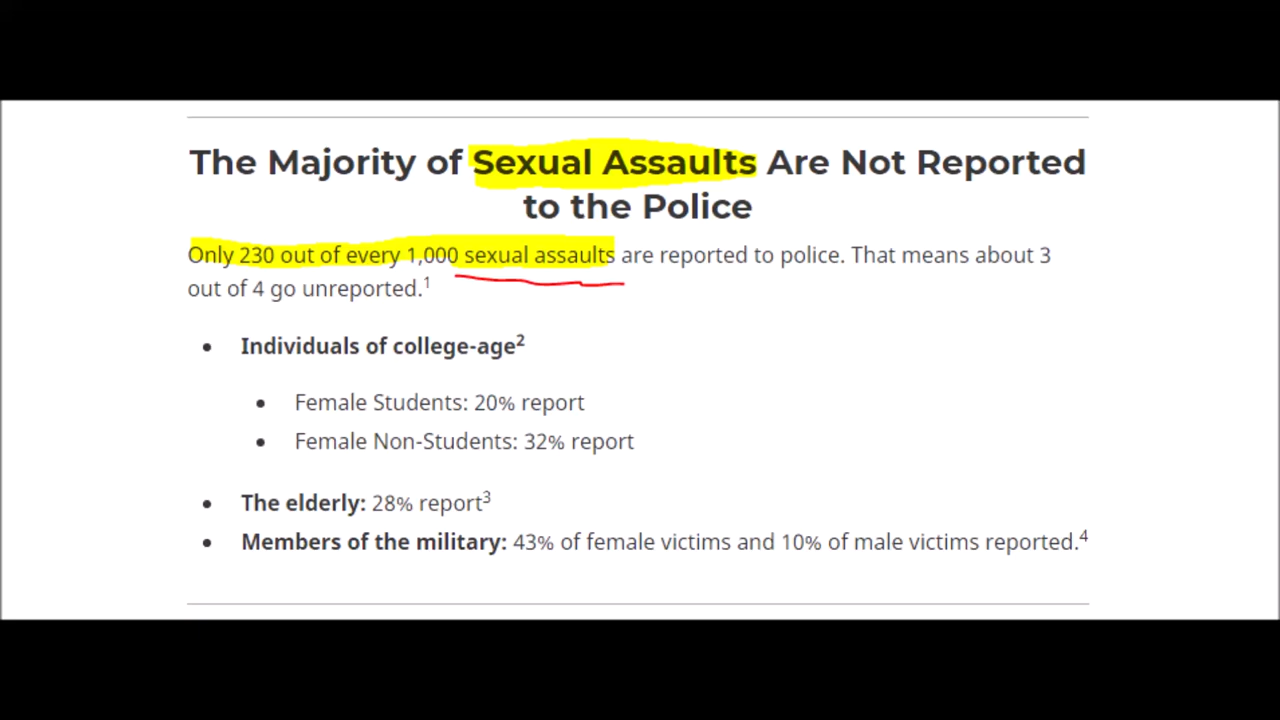 The Majority of Sexual Assaults Are Not Reported
to the Police
Only 230 out of every 1,000 sexual assaults are reported to police. That means about 3
out of 4 go unreported.1
• Individuals of college-age2
• Female Students: 20% report
• Female Non-Students: 32% report
• The elderly: 28% report3
• Members of the military: 43% of female victims and 10% of male victims reported.4